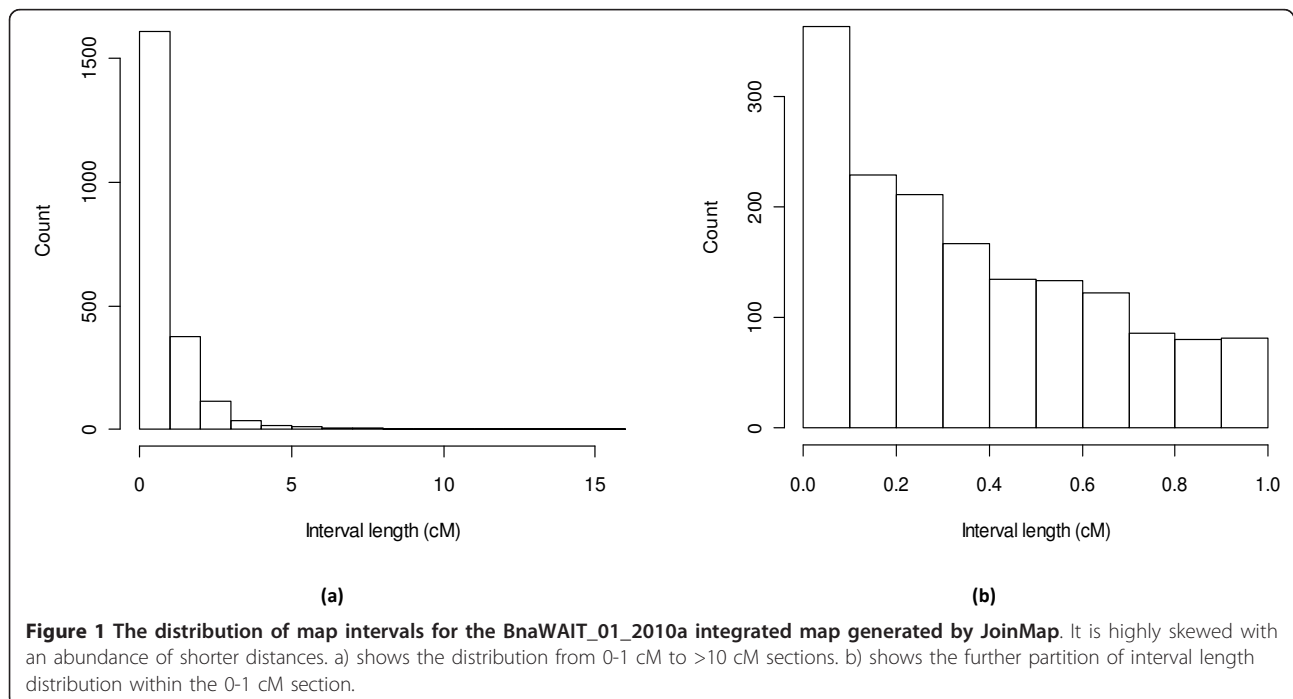 1500
1000
500
0
Count
0 5 10 15
Interval length (cM)
(a)
300
200
100
0
Count
0.0 0.2 0.4 0.6 0.8 1.0
Interval length (cM)
(b)
Figure 1 The distribution of map intervals for the BnaWAIT_01_2010a integrated map generated by JoinMap. It is highly skewed with
an abundance of shorter distances. a) shows the distribution from 0-1 cM to >10 cM sections. b) shows the further partition of interval length
distribution within the 0-1 cM section.